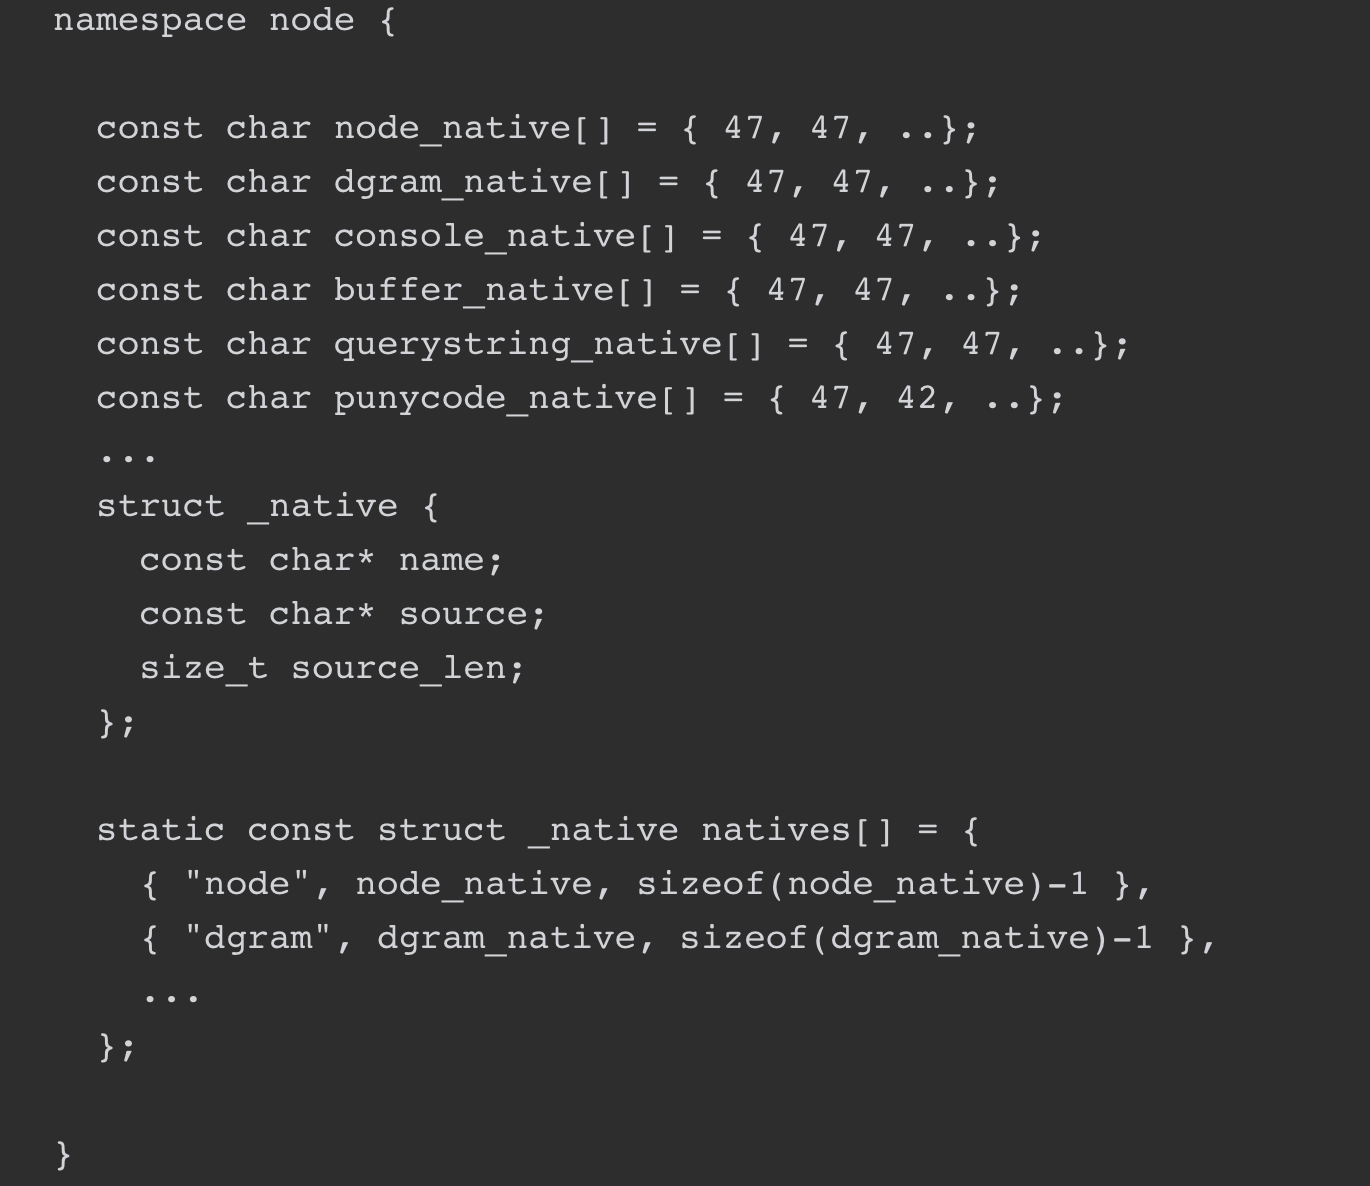 namespace node {
const char node_native[] = { 47, 47, ..};
const char dgram_native[] = { 47, 47, ..};
const char console_native[] = { 47, 47, ..};
const char buffer_native[] = { 47, 47, ..};
const char querystring_native[] = { 47, 47, ..};
const char punycode_native[] = { 47, 42, ..};
...
struct _native {
const char* name;
const char* source;
size_t source_len;
};
static const struct _native natives[] = {
{ "node", node_native, sizeof(node_native)-1 },
{ "dgram", dgram_native, sizeof(dgram_native)-1 },
...
};
}